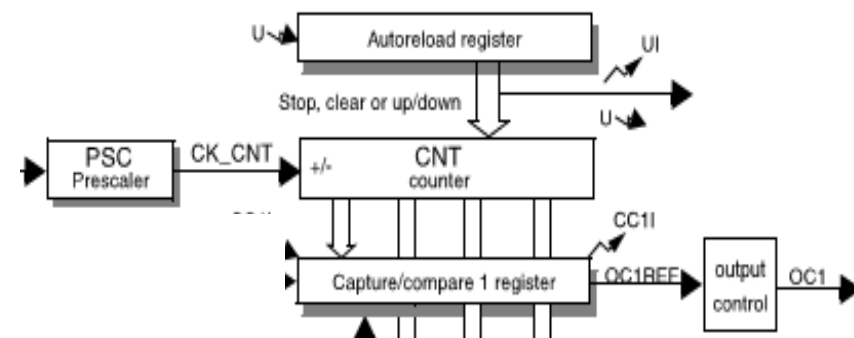 U
Autoreload register
UI
Stop, clear or up/down
U
PSC
Prescaler
CK_CNT
+/-
CNT
counter
CC1I
Capture/compare 1 register
OC1REF
output
control
OC1